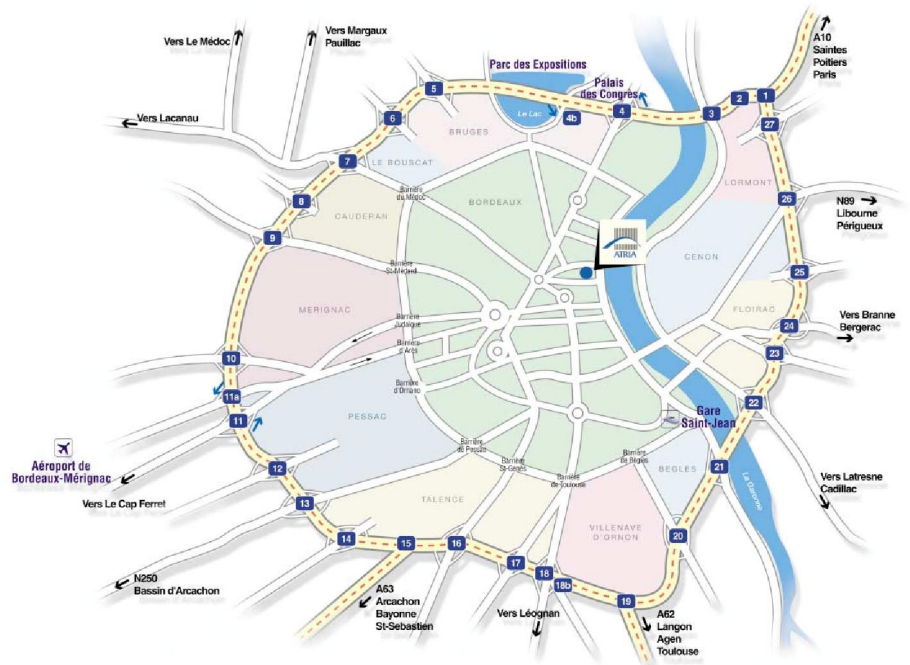 Vers Le Médoc
Vers Margaux
Pauillac
Parc des Expositions
Palais
des Congrès
A10
Saintes
Poitiers
Paris
Vers Lacanau
Le Lac
5
4b
4
3
2
1
27
6
BRUGES
7
LE BOUSCAT
LORMONT
8
Barrière
du Médoc
BORDEAUX
26
N89
Libourne
Périgueux
CAUDERAN
9
ATRIA
CENON
Barrière
St-Médard
25
MERIGNAC
FLOIRAC
Barrière
Judaïque
24
Vers Branne
Bergerac
Barrière
d'Arès
23
10
11a
Barrière
d'Ornano
22
11
PESSAC
Gare
Saint-Jean
Aéroport de
Bordeaux-Mérignac
Barrière
de Pessac
Barrière
St-Genès
Barrière
de Bègles
12
BEGLES
21
Vers Latresne
Cadillac
Barrière
de Toulouse
La Garonne
Vers Le Cap Ferret
13
TALENCE
VILLENAVE
D'ORNON
20
14
15
16
17
18
18b
19
N250
Bassin d'Arcachon
A63
Arcachon
Bayonne
St-Sebastien
Vers Léognan
A62
Langon
Agen
Toulouse